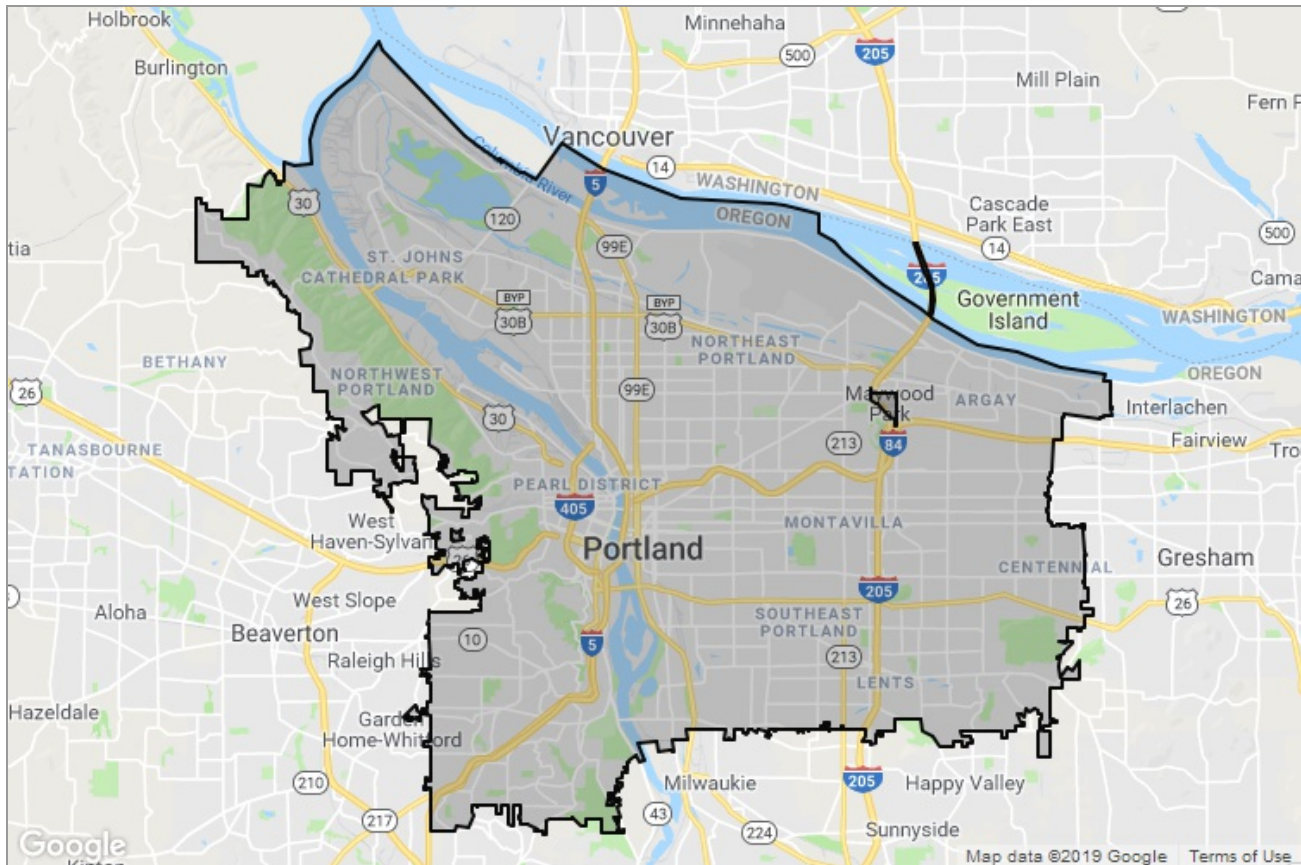 Holbrook
Minnehaha
205
500
Burlington
Mill Plain
Fern
Vancouver
14
Columbia River
WASHINGTON
5
30
OREGON
Cascade
Park East
120
99E
14
500
tia
ST. JOHNS
CATHEDRAL PARK
205
Cama
BYP
30B
BYP
30B
Government
Island
WASHINGTON
NORTHEAST
PORTLAND
BETHANY
NORTHWEST
PORTLAND
OREGON
26
99E
Maywood
Park
ARGAY
Interlachen
30
213
84
Fairview
TANASBOURNE
TATION
Tro
PEARL DISTRICT
405
West
Haven-Sylvan
MONTAVILLA
26
Portland
Gresham
CENTENNIAL
205
Aloha
West Slope
26
Beaverton
SOUTHEAST
PORTLAND
10
5
Raleigh Hills
213
LENTS
Hazeldale
Garden
Home-Whitford
210
Milwaukie
205
Happy Valley
217
43
224
Sunnyside
Google
Map data ©2019 Google
Terms of Use